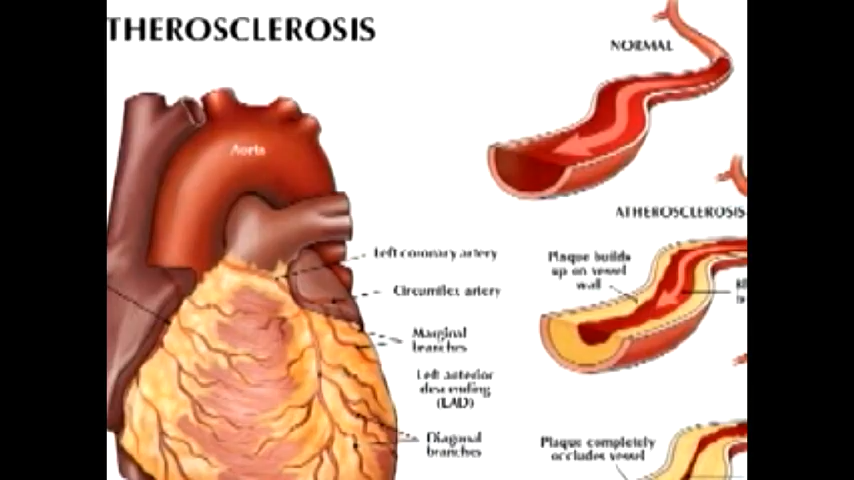 THEROSCLEROSIS
NORMAL
Aorta
ATHEROSCLEROSIS
Left coronary artery
Plaque builds
up on vessel
wall
Circumflex artery
Marginal
branches
Left anterior
descending
(LAD)
Diagonal
branches
Plaque completely
occludes vessel